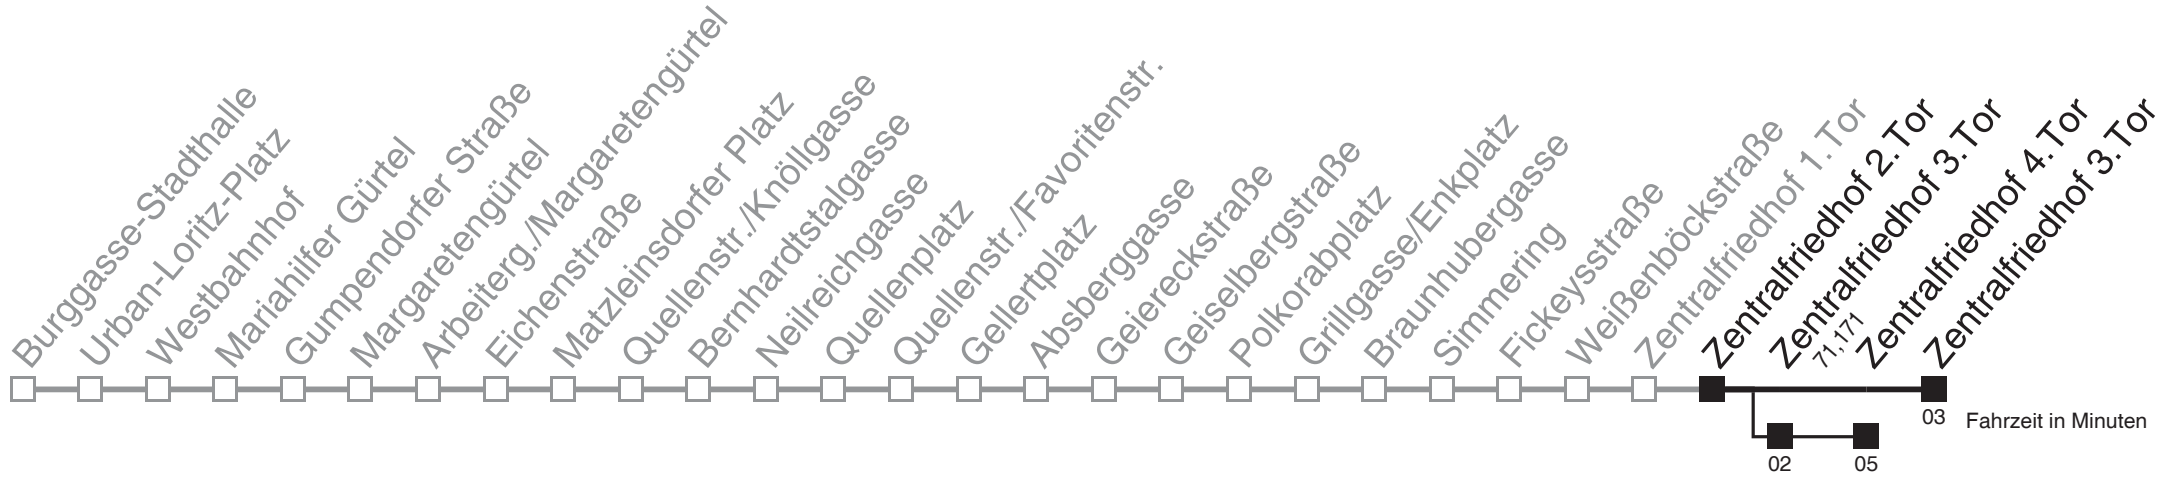 Burggasse-Stadthalle
Urban-Loritz-Platz
Westbahnhof
Mariahilfer Gürtel
Gumpendorfer Straße
Margaretengürtel
Arbeiterg./Margaretengürtel
Eichenstraße
Matzleinsdorfer Platz
Quellenstr./Knöllgasse
Bernhardtstalgasse
Neilreichgasse
Quellenplatz
Quellenstr./Favoritenstr.
Gellertplatz
Absberggasse
Geiereckstraße
Geiselbergstraße
Polkorabplatz
Grillgasse/Enkplatz
Braunhubergasse
Simmering
Fickeysstraße
Weißenböckstraße
Zentralfriedhof 1.Tor
Zentralfriedhof 2.Tor
Zentralfriedhof 3.Tor
71,171
Zentralfriedhof 4.Tor
Zentralfriedhof 3.Tor
03 Fahrzeit in Minuten
02 05